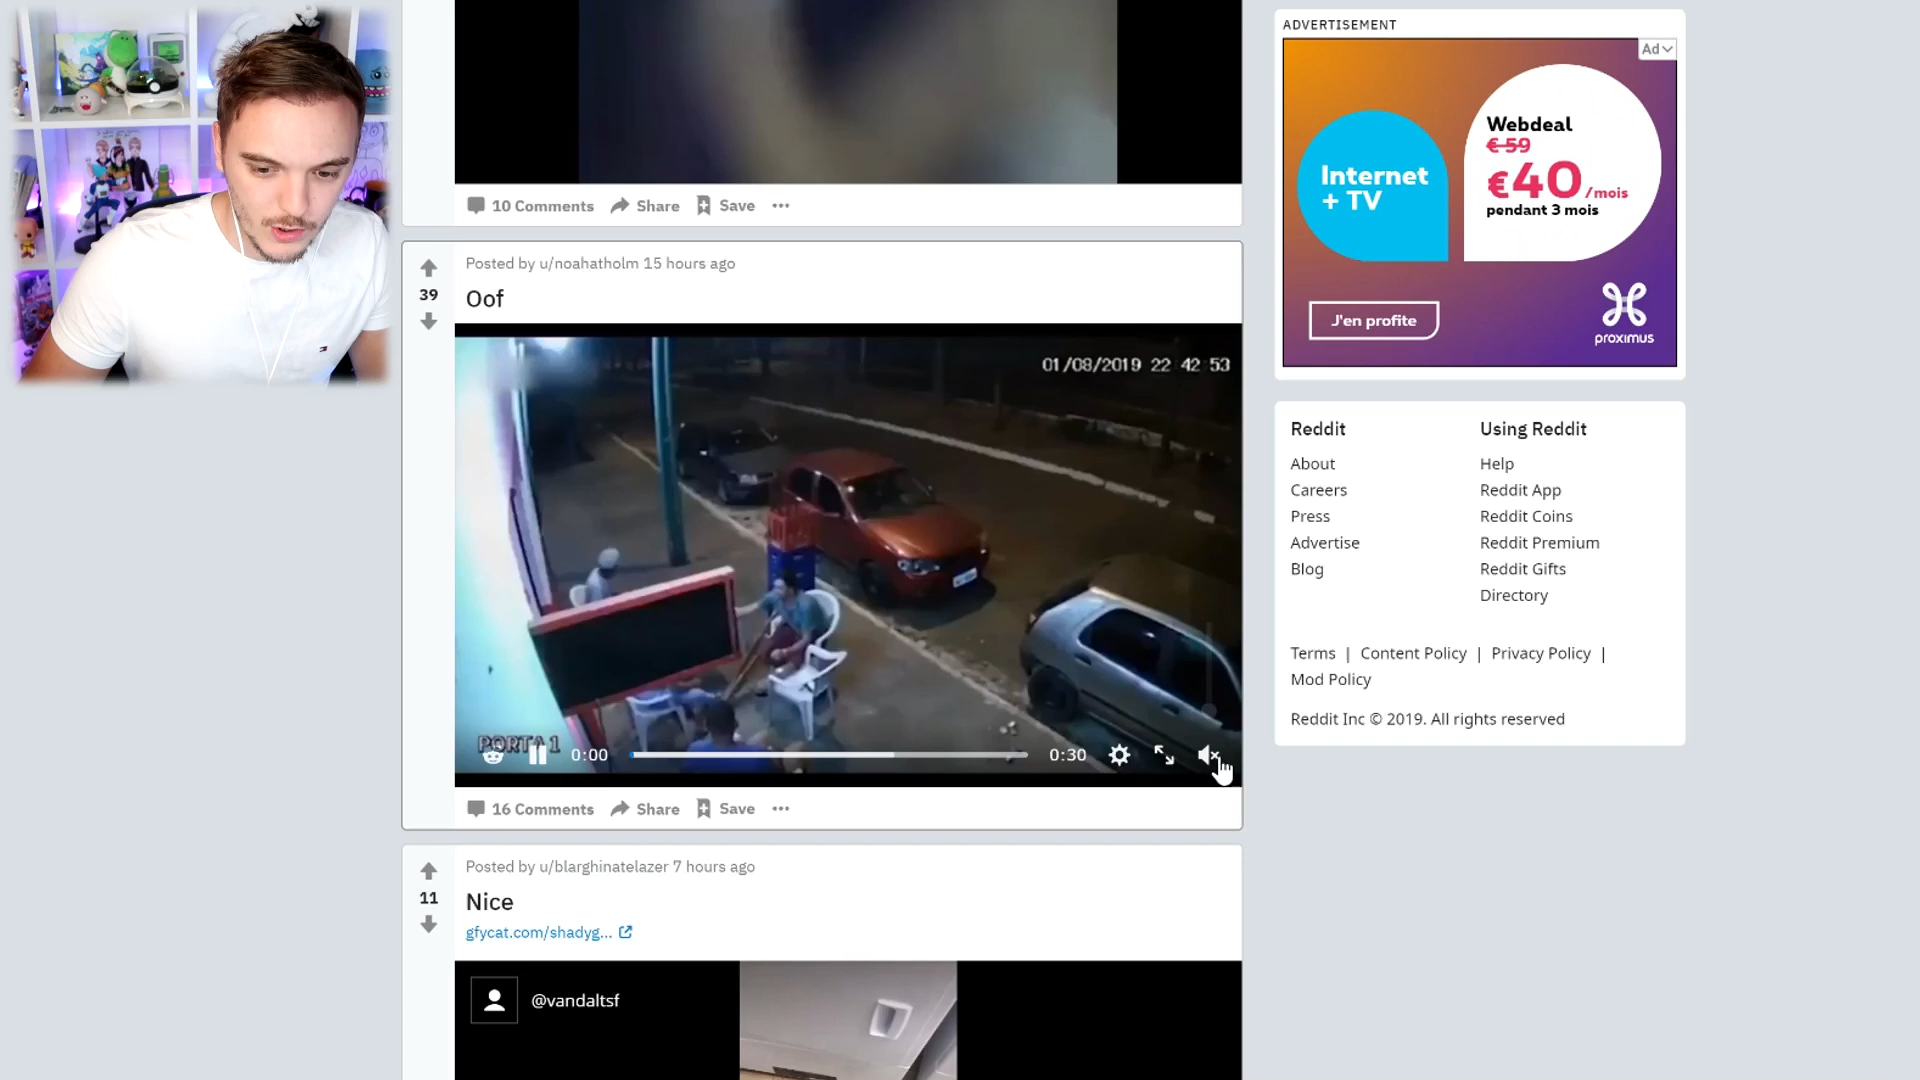 10 Comments Share Save
Posted by u/noahatholm 15 hours ago
39
Oof
01/08/2019 22 42 53
PORTA 1
0:00
0:30
16 Comments Share Save
Posted by u/blarghinatelazer 7 hours ago
11
Nice
gfycat.com/shadyg...
@vandaltsf
ADVERTISEMENT
Ad
Internet
+ TV
Webdeal
€ 59
€40 /mois
pendant 3 mois
J'en profite
proximus
Reddit
Using Reddit
About
Help
Careers
Reddit App
Press
Reddit Coins
Advertise
Reddit Premium
Blog
Reddit Gifts
Directory
Terms | Content Policy | Privacy Policy |
Mod Policy
Reddit Inc © 2019. All rights reserved